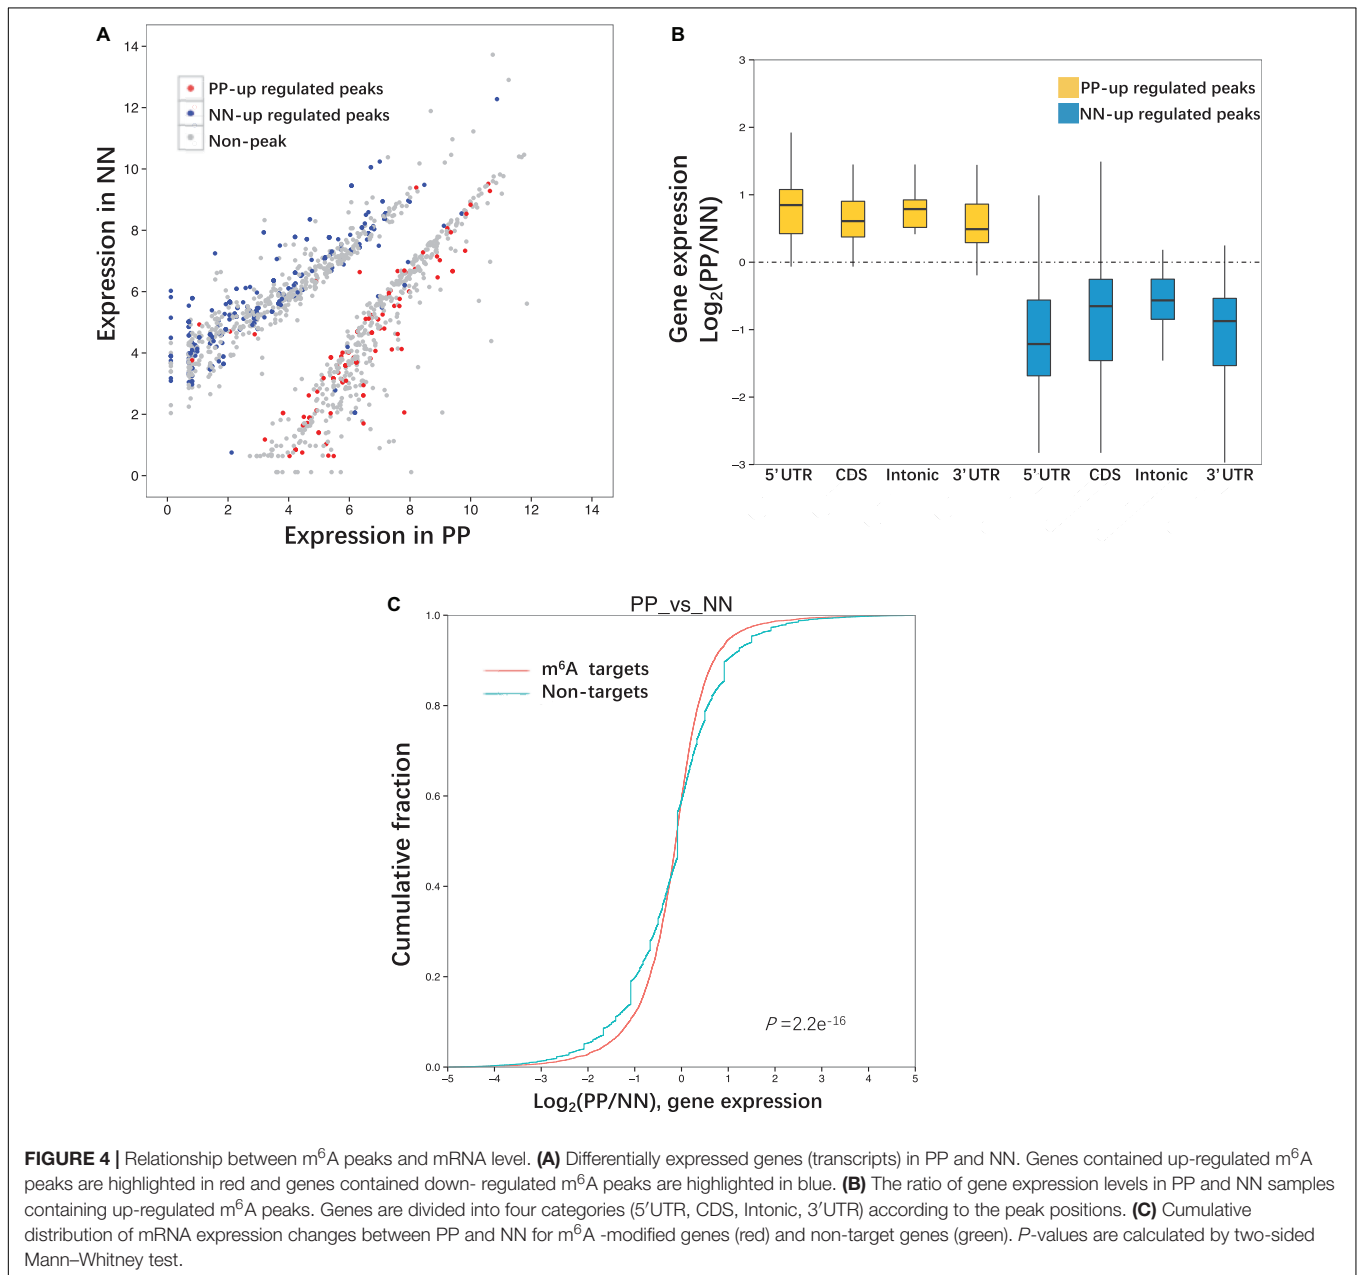 A
14
12
10
8
6
4
2
0
Expression in NN
PP-up regulated peaks
NN-up regulated peaks
Non-peak
0 2 4 6 8 10 12 14
Expression in PP
B
3
2
1
0
−1
−2
−3
Gene expression
Log₂(PP/NN)
PP-up regulated peaks
NN-up regulated peaks
5'UTR CDS Intonic 3'UTR 5'UTR CDS Intonic 3'UTR
C
PP_vs_NN
1.0
0.8
0.6
0.4
0.2
0.0
Cumulative fraction
m⁶A targets
Non-targets
P=2.2e⁻¹⁶
−5 −4 −3 −2 −1 0 1 2 3 4 5
Log₂(PP/NN), gene expression
FIGURE 4 | Relationship between m⁶A peaks and mRNA level. (A) Differentially expressed genes (transcripts) in PP and NN. Genes contained up-regulated m⁶A
peaks are highlighted in red and genes contained down- regulated m⁶A peaks are highlighted in blue. (B) The ratio of gene expression levels in PP and NN samples
containing up-regulated m⁶A peaks. Genes are divided into four categories (5′UTR, CDS, Intonic, 3′UTR) according to the peak positions. (C) Cumulative
distribution of mRNA expression changes between PP and NN for m⁶A -modified genes (red) and non-target genes (green). P-values are calculated by two-sided
Mann–Whitney test.